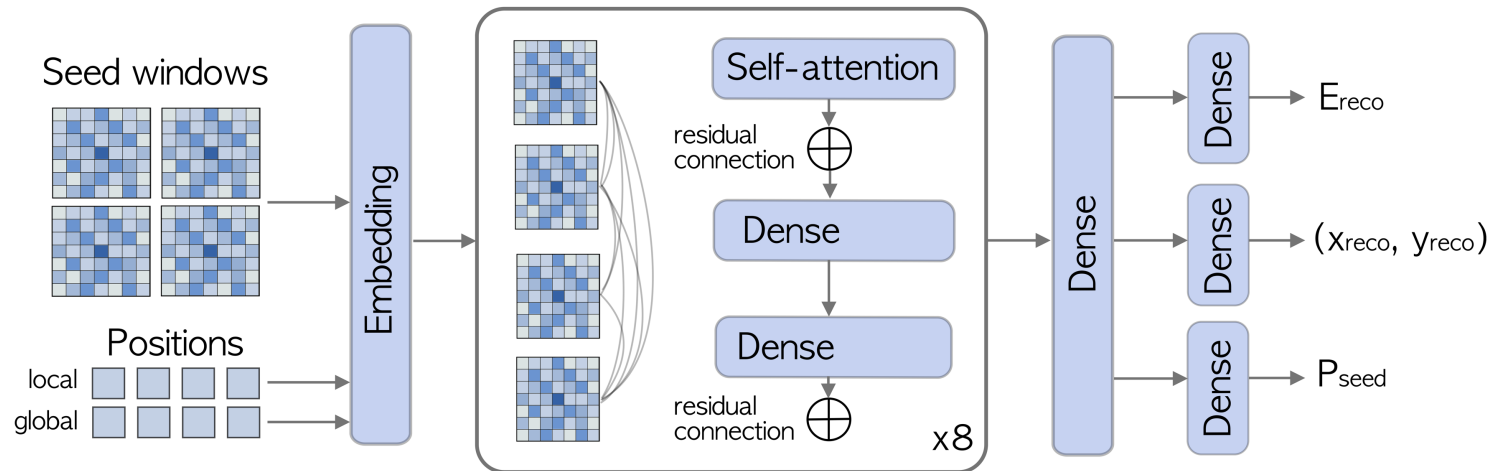 Seed windows
Positions
local
global
Embedding
Self-attention
residual
connection
Dense
Dense
residual
connection
x8
Dense
Dense
Dense
Dense
Ereco
(xreco, yreco)
Pseed